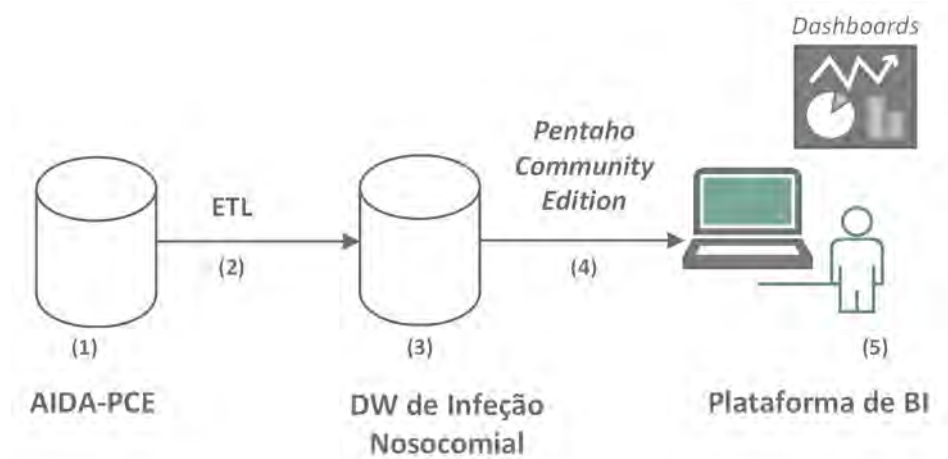 Dashboards
Pentaho
Community
Edition
ETL
(2)
(4)
(1)
(3)
(5)
AIDA-PCE
DW de Infeção
Nosocomial
Plataforma de BI